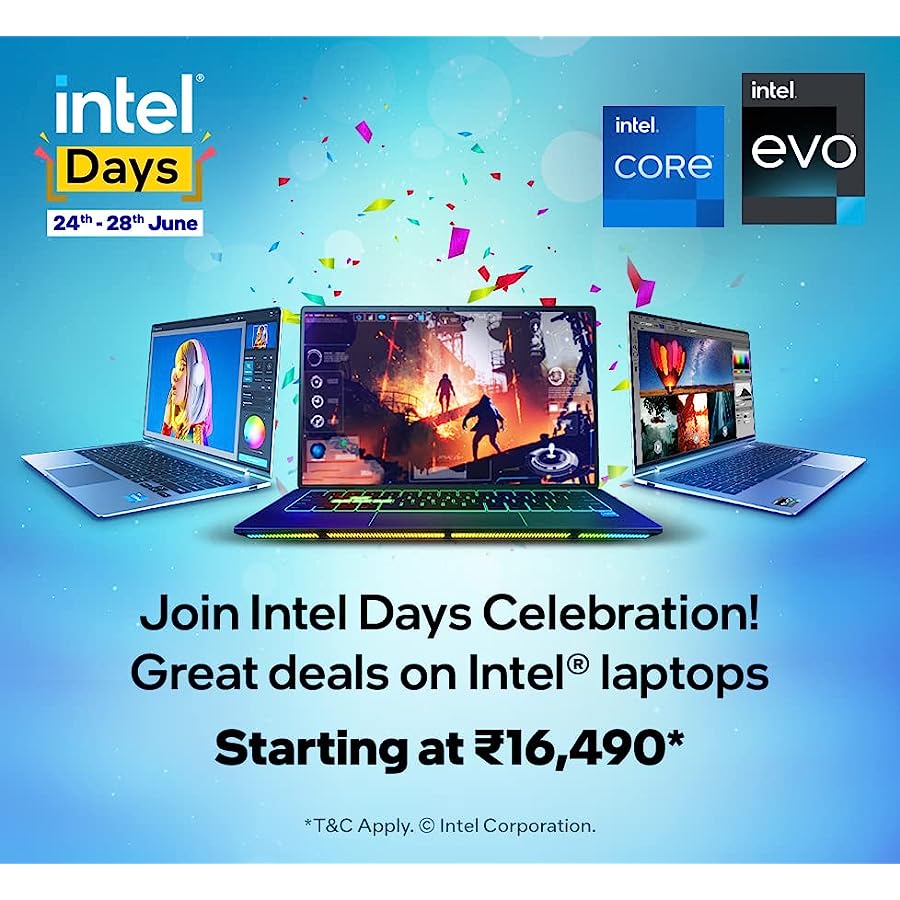 intel®
Days
24th - 28th June
intel.
CORE
intel.
evo
Join Intel Days Celebration!
Great deals on Intel® laptops
Starting at ₹16,490*
*T&C Apply. © Intel Corporation.